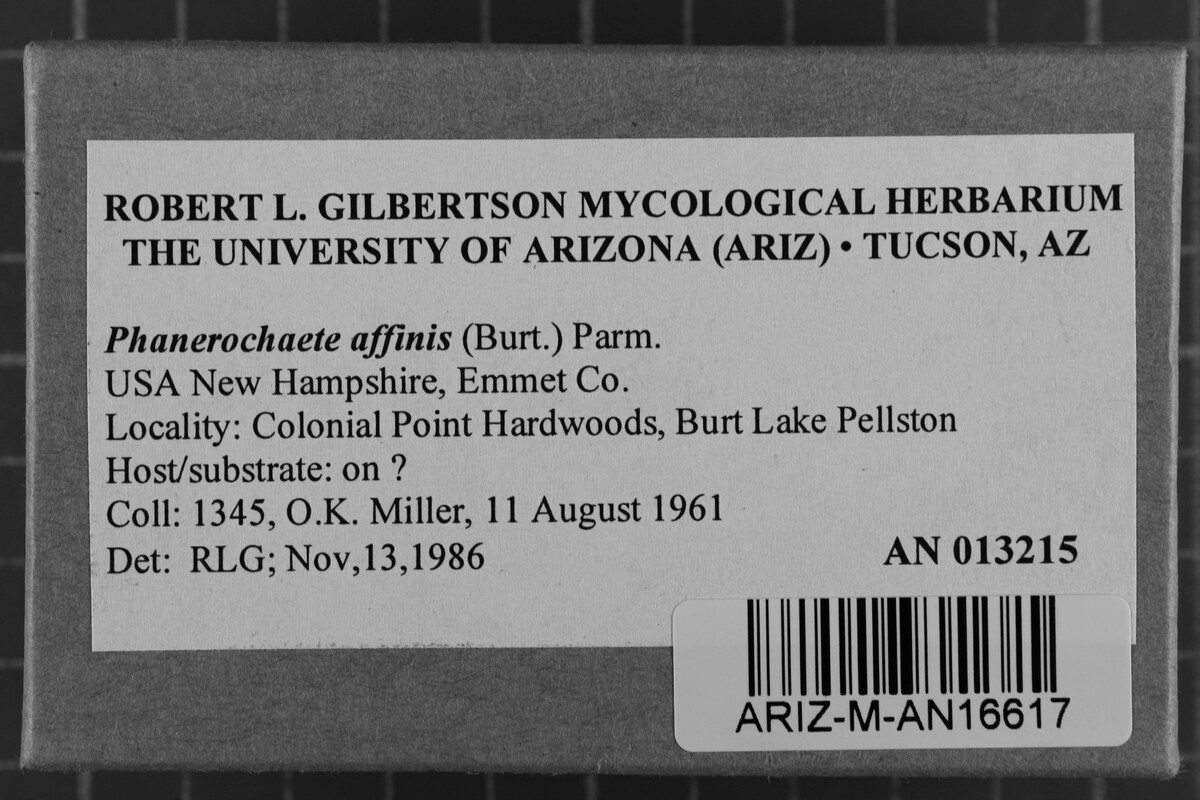 ROBERT L. GILBERTSON MYCOLOGICAL HERBARIUM
THE UNIVERSITY OF ARIZONA (ARIZ) • TUCSON, AZ
Phanerochaete affinis (Burt.) Parm.
USA New Hampshire, Emmet Co.
Locality: Colonial Point Hardwoods, Burt Lake Pellston
Host/substrate: on ?
Coll: 1345, O.K. Miller, 11 August 1961
Det: RLG; Nov,13,1986
AN 013215
ARIZ-M-AN16617